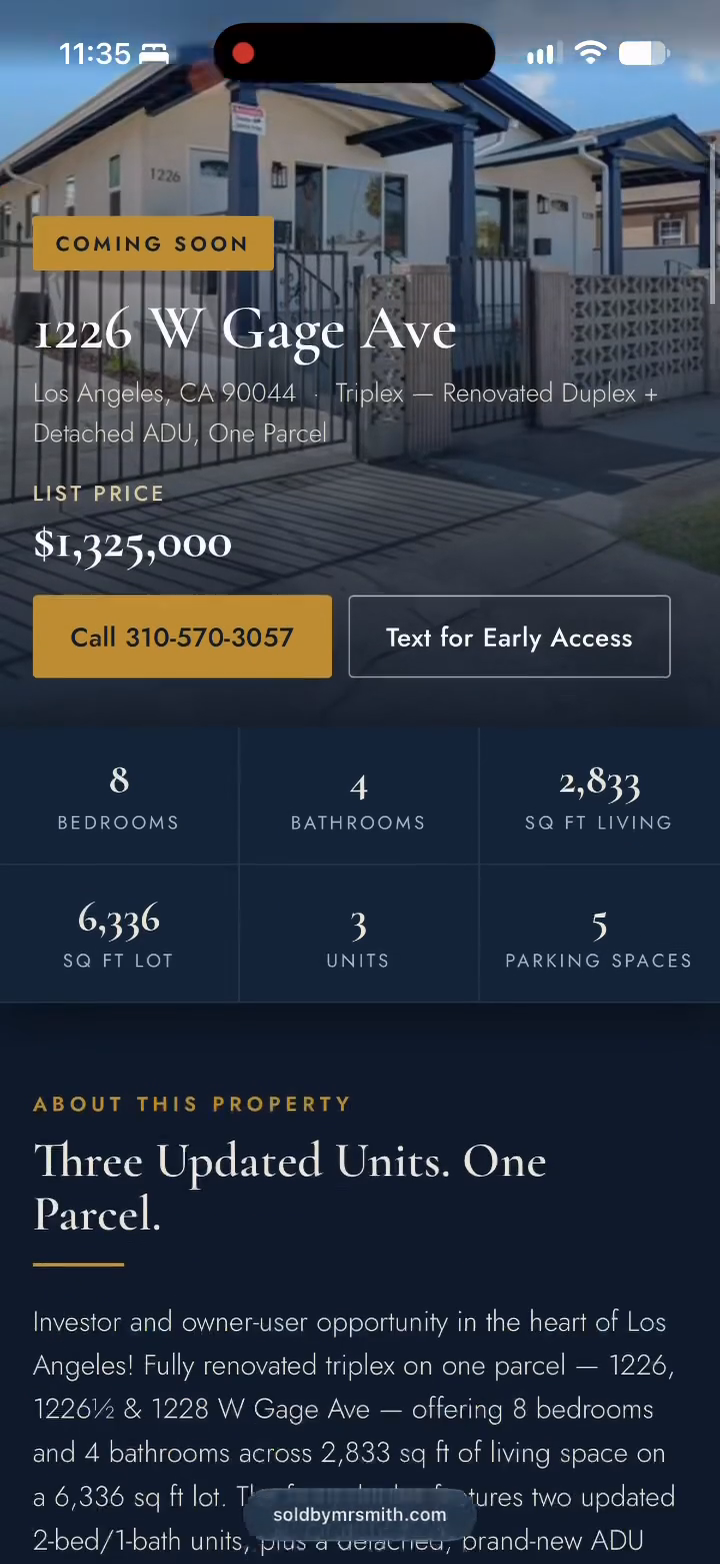 11:35
1226
COMING SOON
1226 W Gage Ave
Los Angeles, CA 90044 · Triplex — Renovated Duplex +
Detached ADU, One Parcel
LIST PRICE
$1,325,000
Call 310-570-3057
Text for Early Access
8
BEDROOMS
4
BATHROOMS
2,833
SQ FT LIVING
6,336
SQ FT LOT
3
UNITS
5
PARKING SPACES
ABOUT THIS PROPERTY
Three Updated Units. One
Parcel.
Investor and owner-user opportunity in the heart of Los
Angeles! Fully renovated triplex on one parcel — 1226,
1226½ & 1228 W Gage Ave — offering 8 bedrooms
and 4 bathrooms across 2,833 sq ft of living space on
a 6,336 sq ft lot. two updated
soldbymrsmith.com
2-bed/1-bath units, plus a detached, brand-new ADU